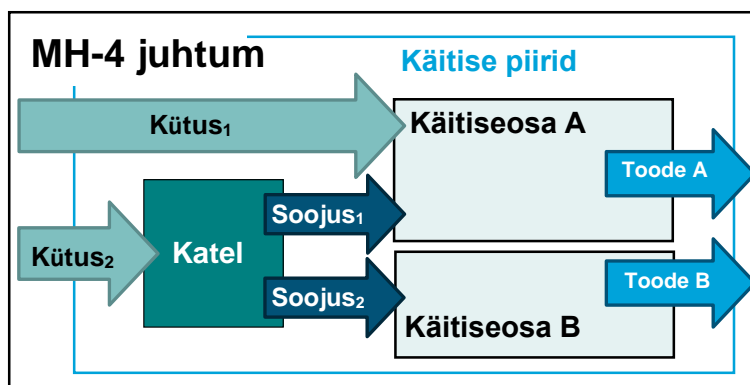 MH-4 juhtum
Käitise piirid
Kütus₁
Käitiseosa A
Toode A
Soojus₁
Kütus₂
Katel
Soojus₂
Toode B
Käitiseosa B